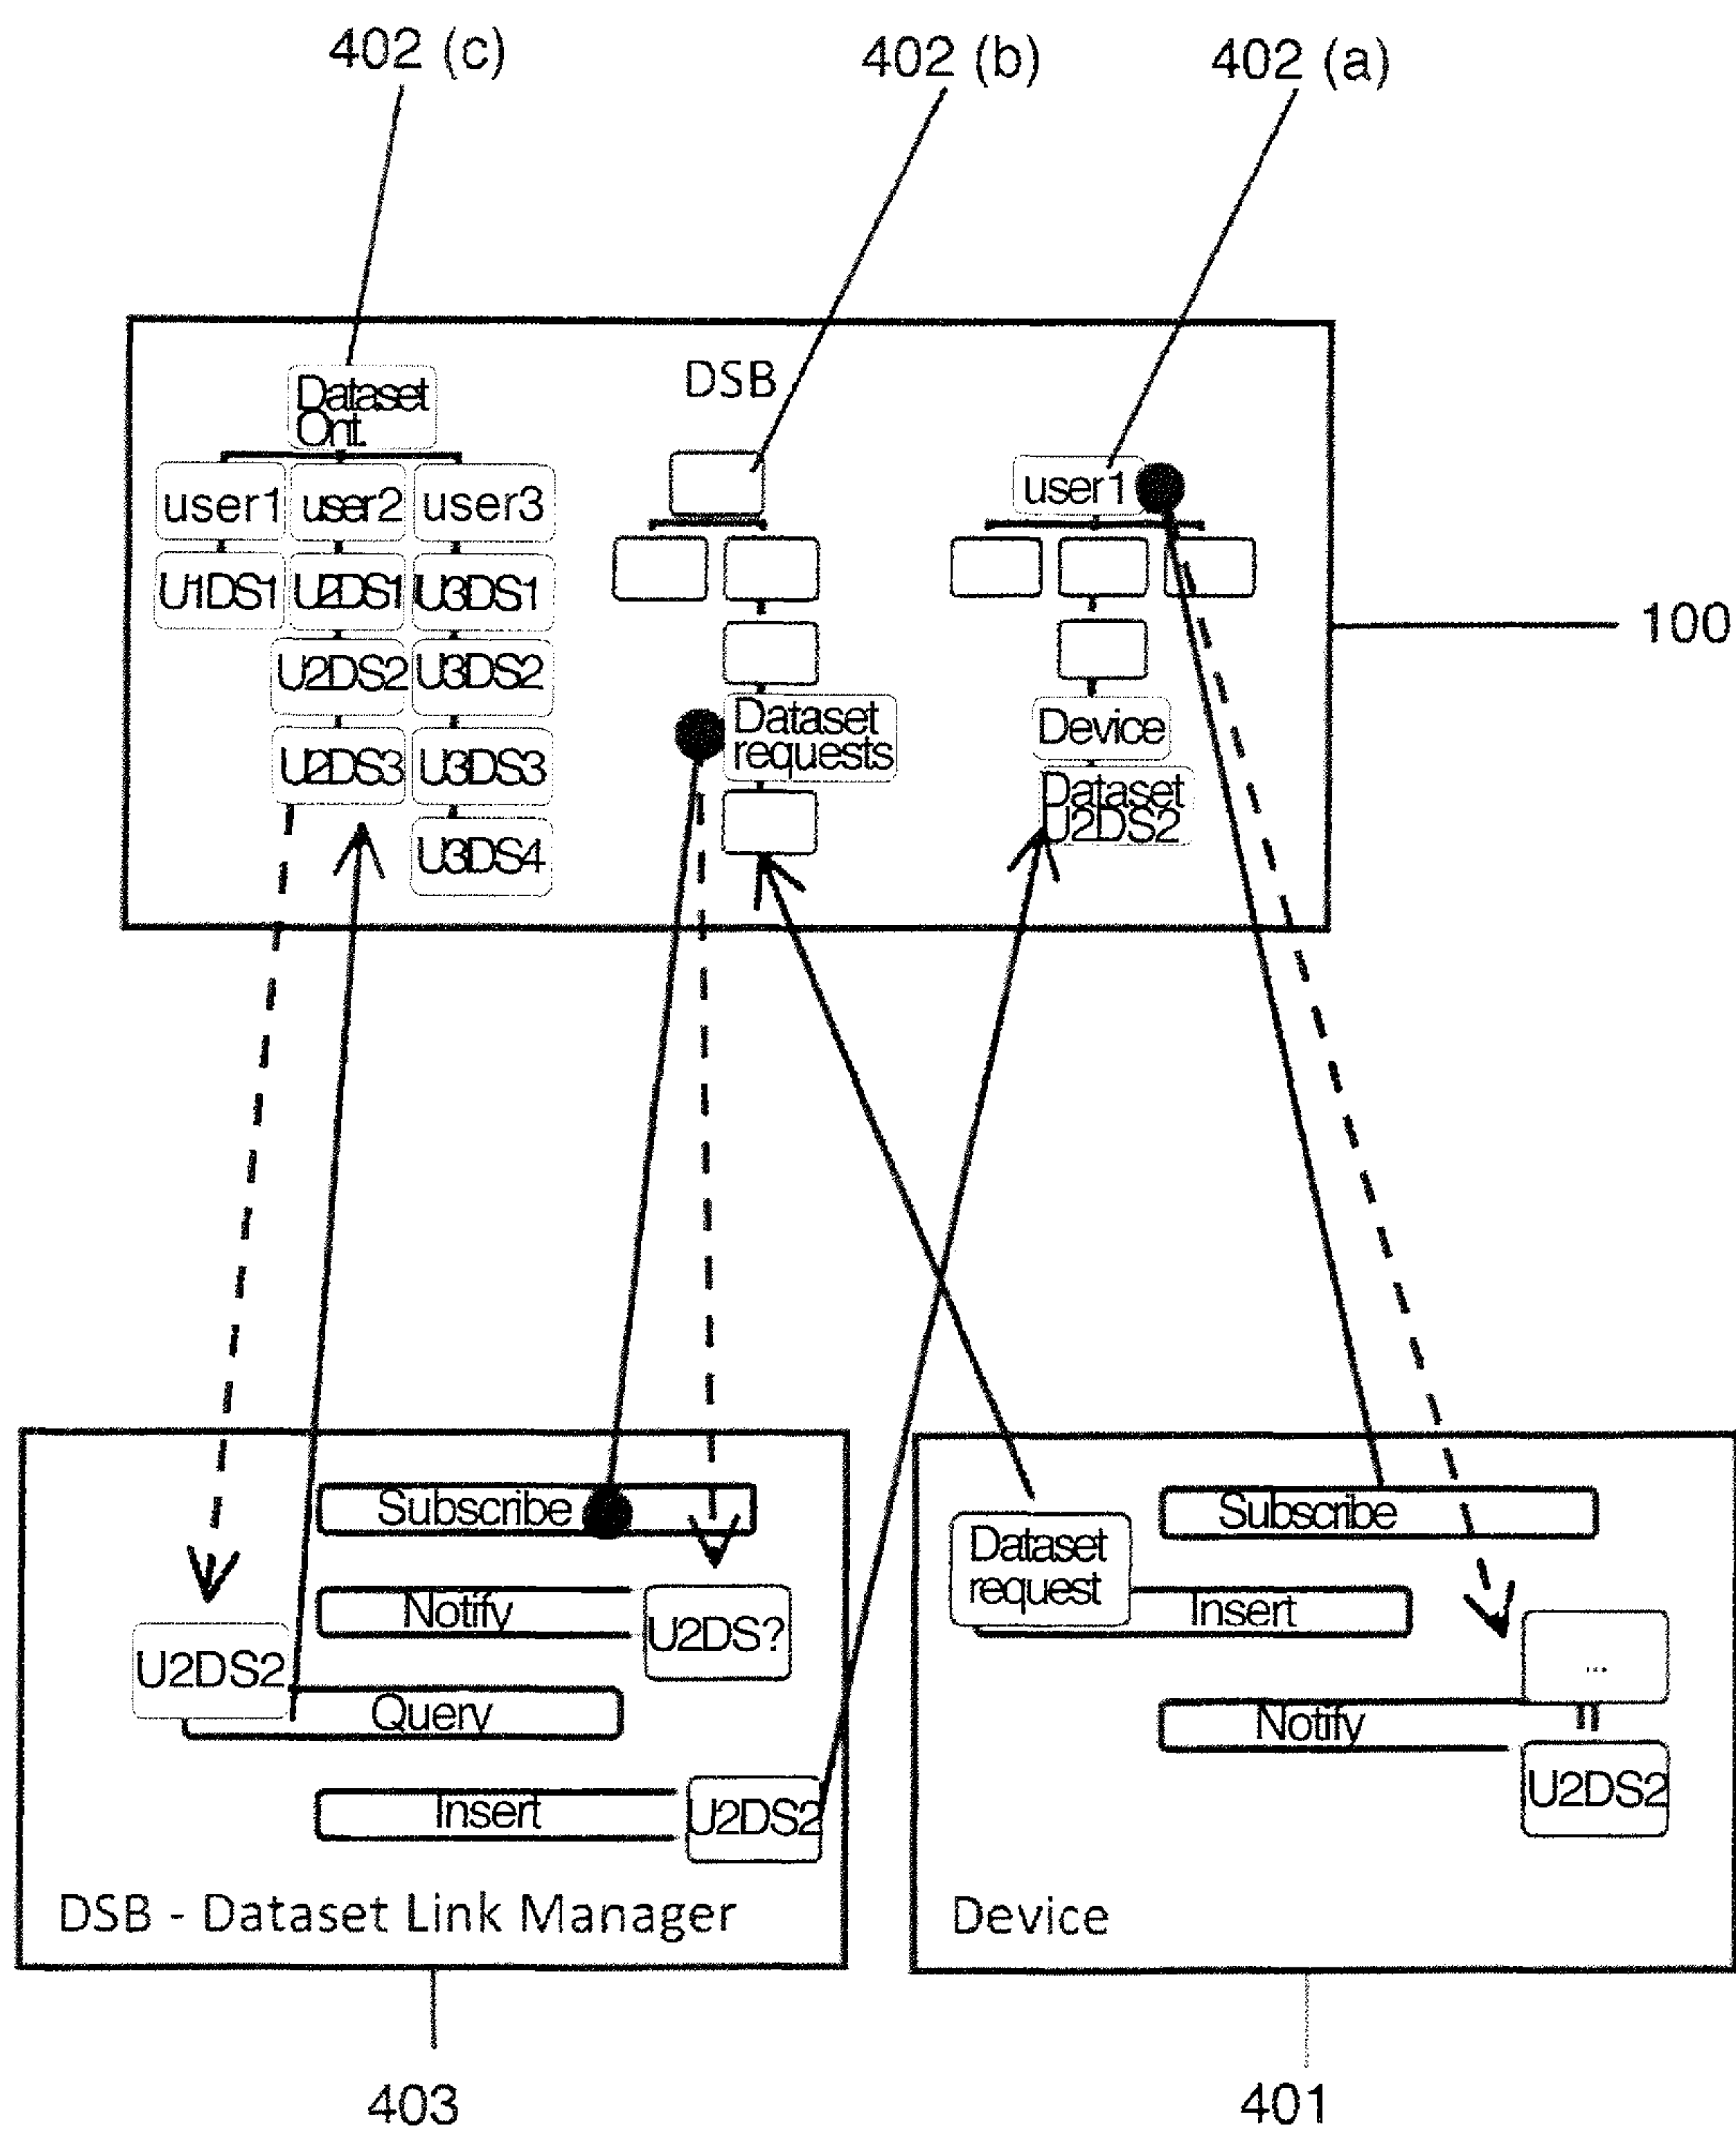 402 (c)
402 (b)
402 (a)
DSB
Dataset
Ont.
user1
user2
user3
U1DS1
U2DS1
U3DS1
U2DS2
U3DS2
U2DS3
U3DS3
U3DS4
Dataset
requests
user1
Device
Dataset
U2DS2
100
Subscribe
Notify
U2DS?
U2DS2
Query
Insert
U2DS2
DSB - Dataset Link Manager
Subscribe
Dataset
request
Insert
...
Notify
U2DS2
Device
403
401